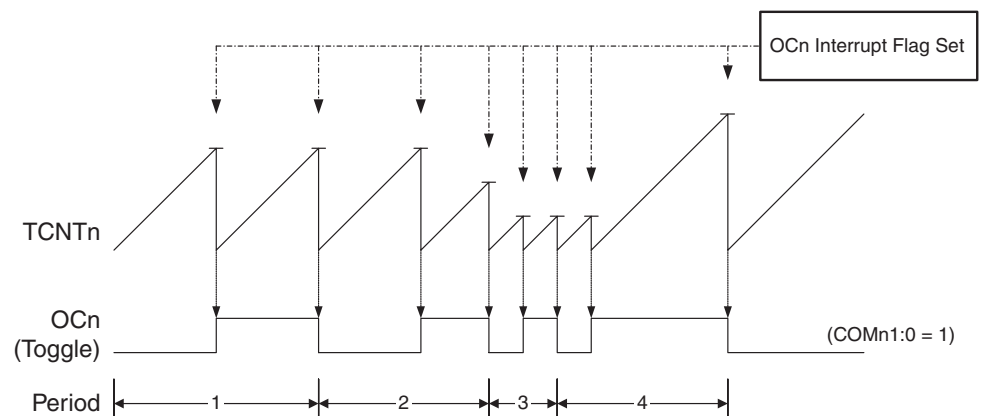 OCn Interrupt Flag Set
TCNTn
OCn
(Toggle)
(COMn1:0 = 1)
Period
1
2
3
4